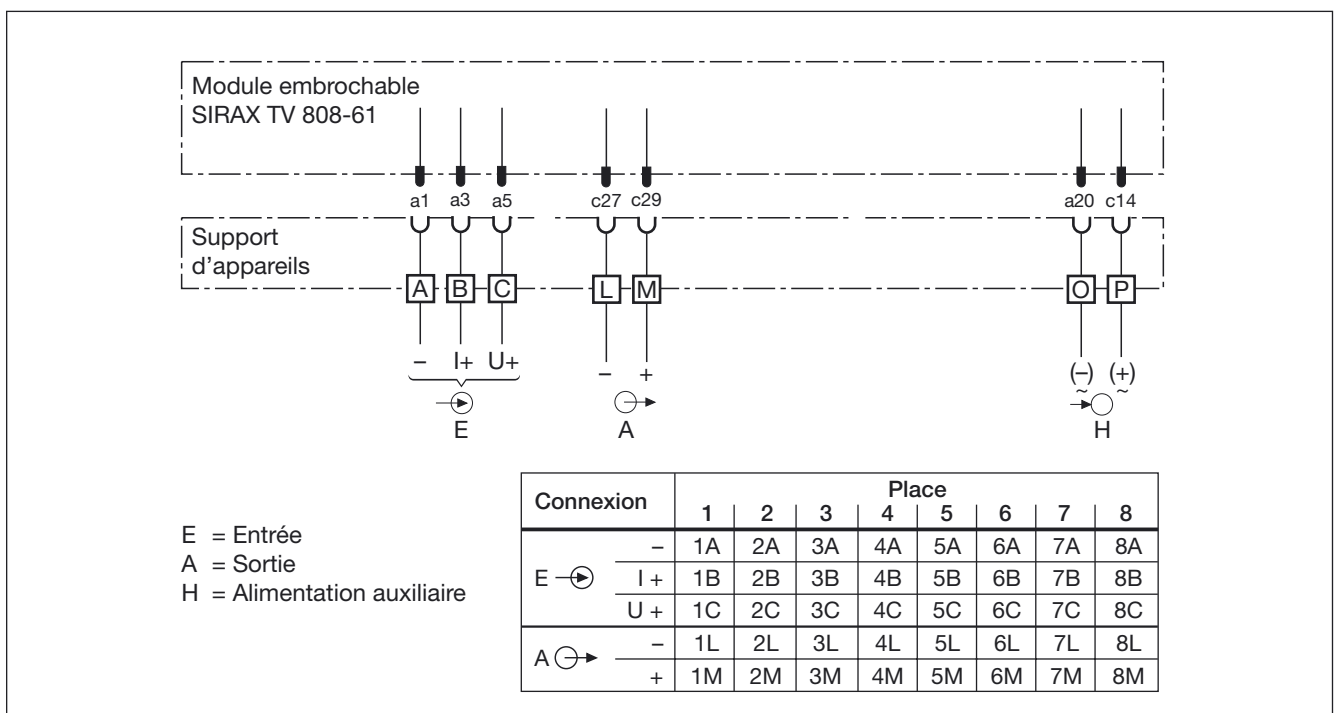 Module embrochable
SIRAX TV 808-61
a1 a3 a5 c27 c29 a20 c14
Support
d'appareils
A B C L M O P
– I+ U+ – + (–) (+)
~ ~
E A H
E = Entrée
A = Sortie
H = Alimentation auxiliaire
Connexion Place
1 2 3 4 5 6 7 8
– 1A 2A 3A 4A 5A 6A 7A 8A
E I + 1B 2B 3B 4B 5B 6B 7B 8B
U + 1C 2C 3C 4C 5C 6C 7C 8C
– 1L 2L 3L 4L 5L 6L 7L 8L
A
+ 1M 2M 3M 4M 5M 6M 7M 8M